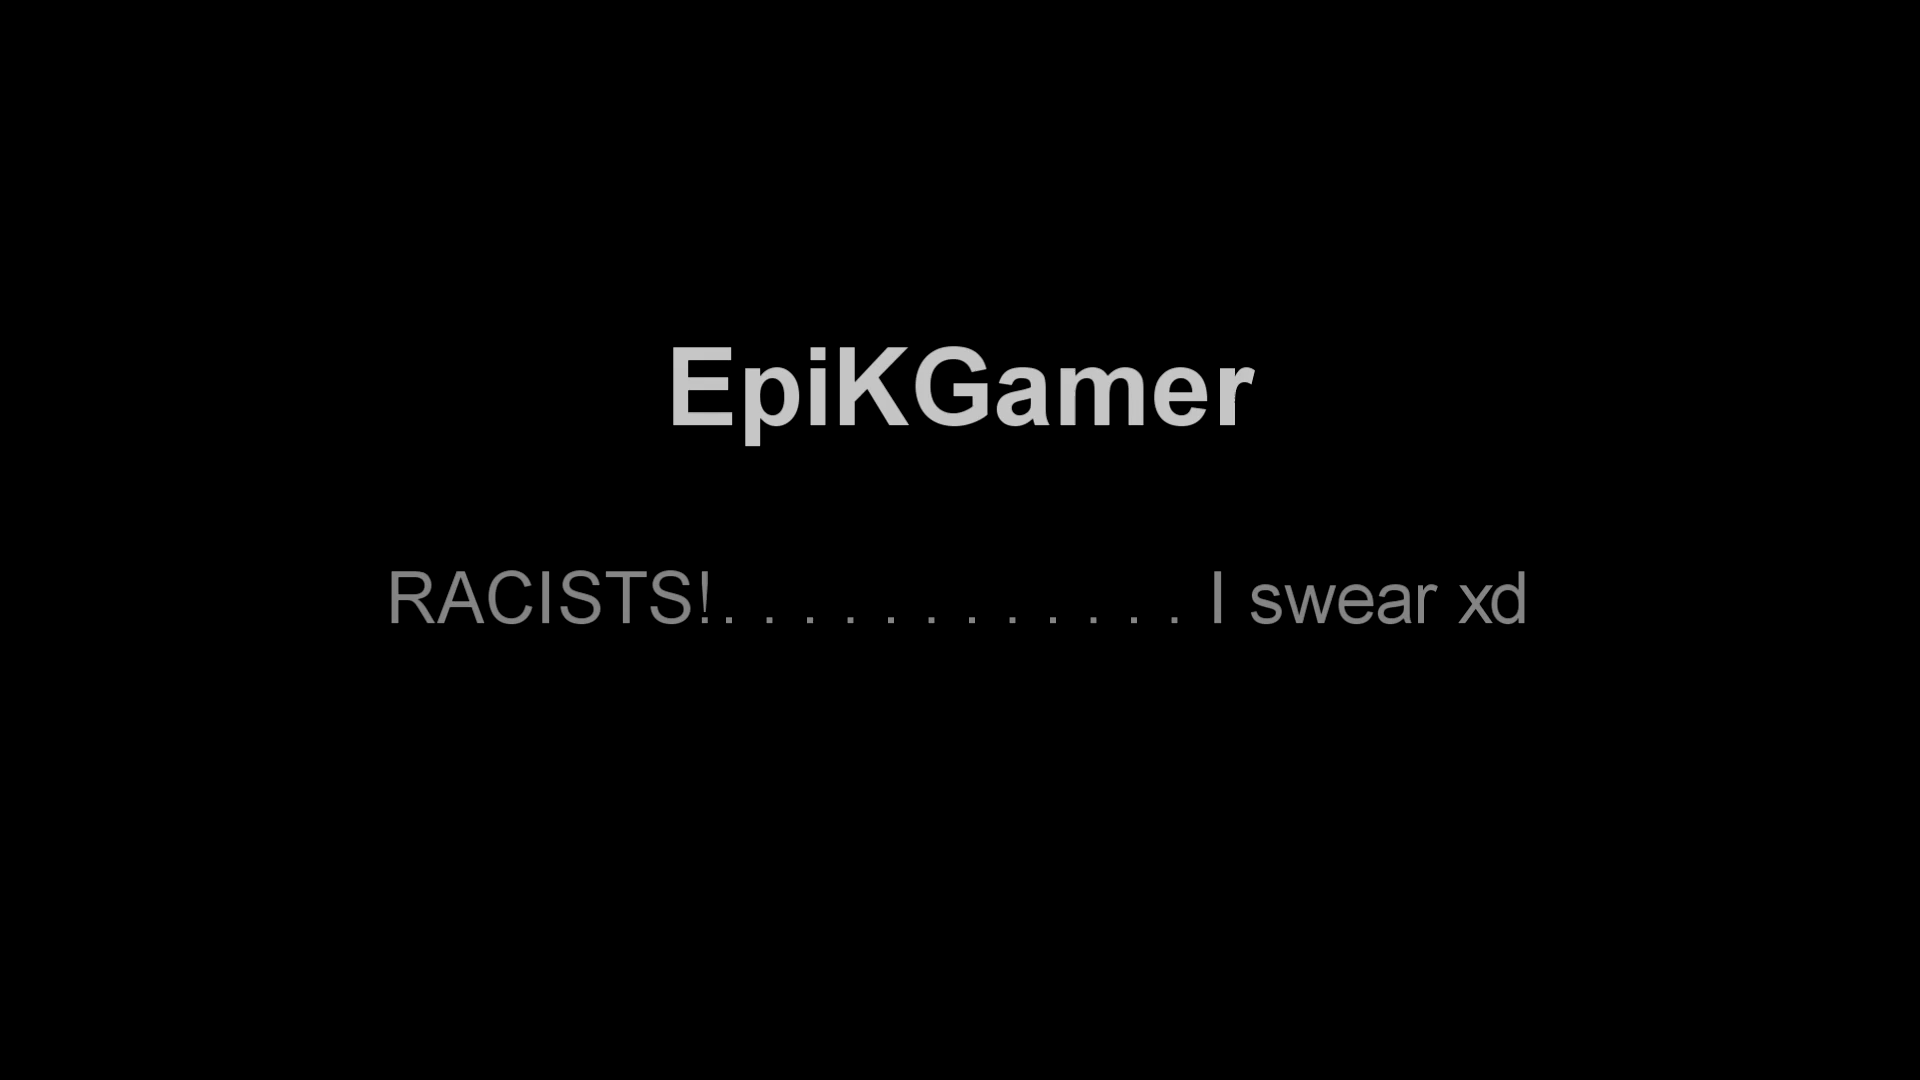 EpiKGamer
RACISTS!. . . . . . . . . . . . I swear xd